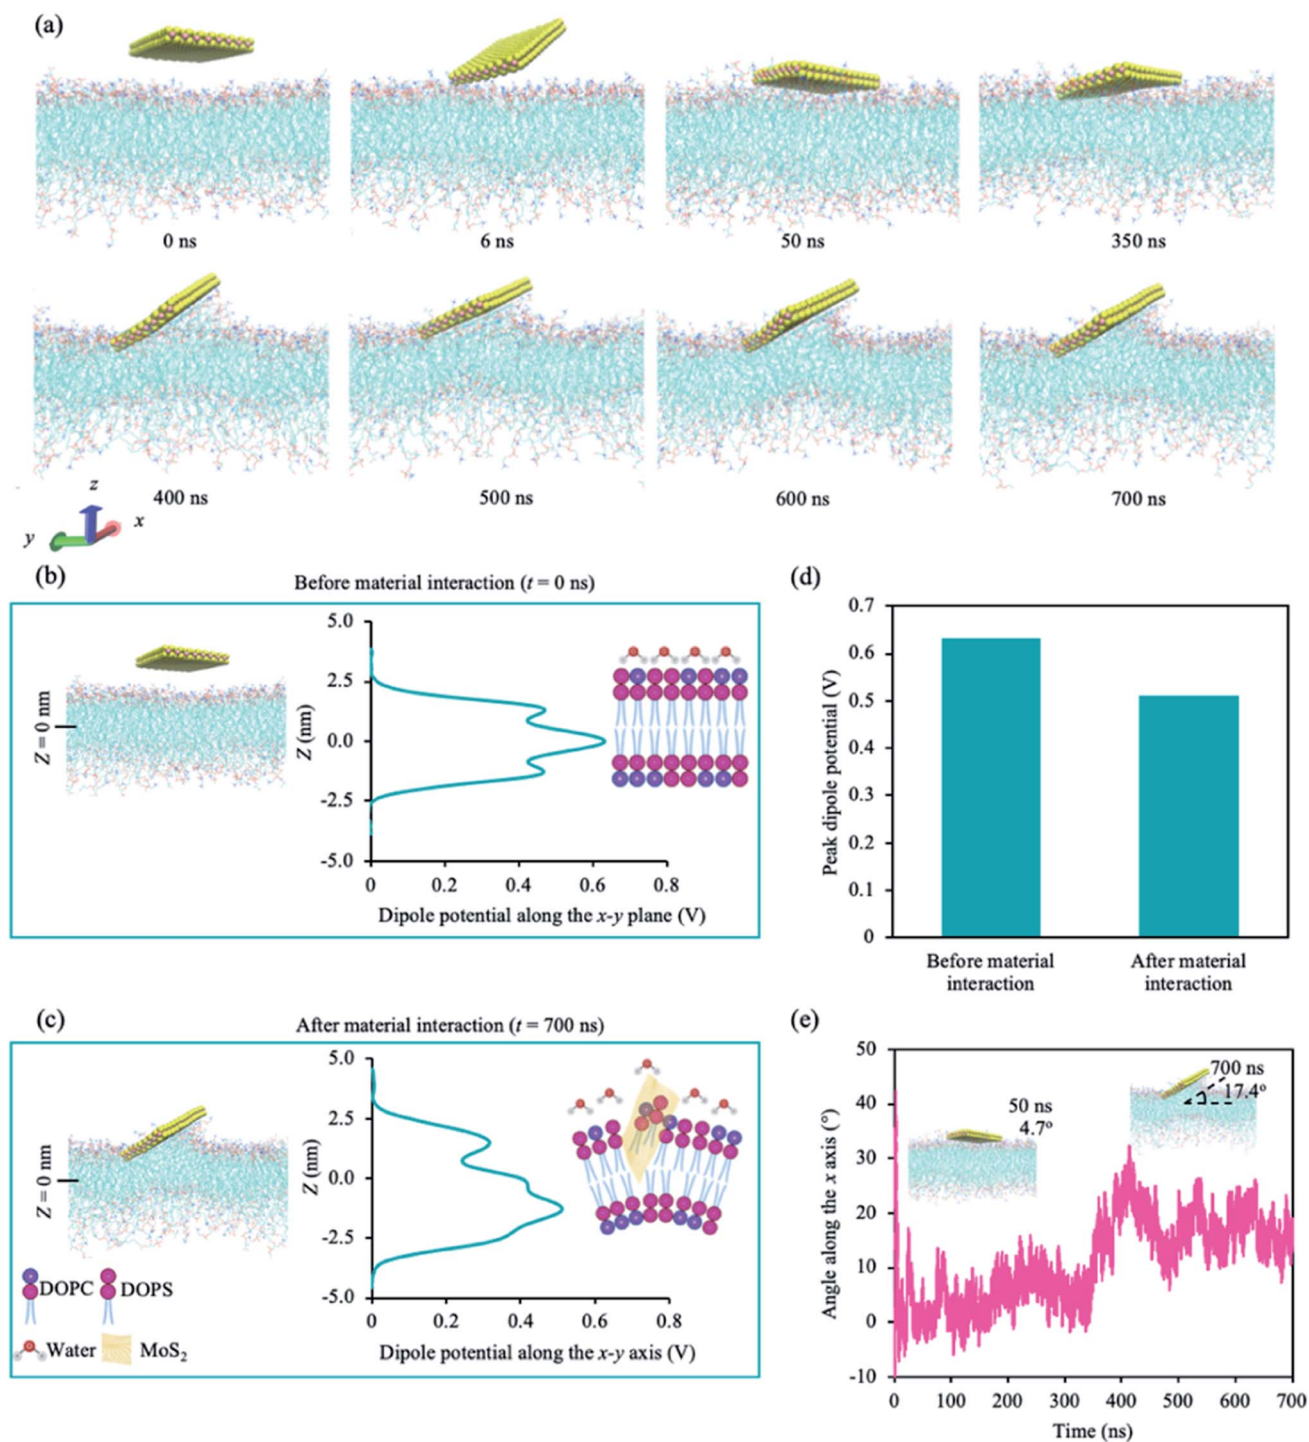 (a)
0 ns
6 ns
50 ns
350 ns
400 ns
500 ns
600 ns
700 ns
z
x
y
(b)
Before material interaction (t = 0 ns)
Z = 0 nm
Z (nm)
5.0
2.5
0.0
-2.5
-5.0
0 0.2 0.4 0.6 0.8
Dipole potential along the x-y plane (V)
(d)
Peak dipole potential (V)
0.7
0.6
0.5
0.4
0.3
0.2
0.1
0
Before material
interaction
After material
interaction
(c)
After material interaction (t = 700 ns)
Z = 0 nm
Z (nm)
5.0
2.5
0.0
-2.5
-5.0
0 0.2 0.4 0.6 0.8
Dipole potential along the x-y axis (V)
DOPC
DOPS
Water
MoS₂
(e)
Angle along the x axis (°)
50
40
30
20
10
0
-10
50 ns
4.7º
700 ns
17.4º
0 100 200 300 400 500 600 700
Time (ns)